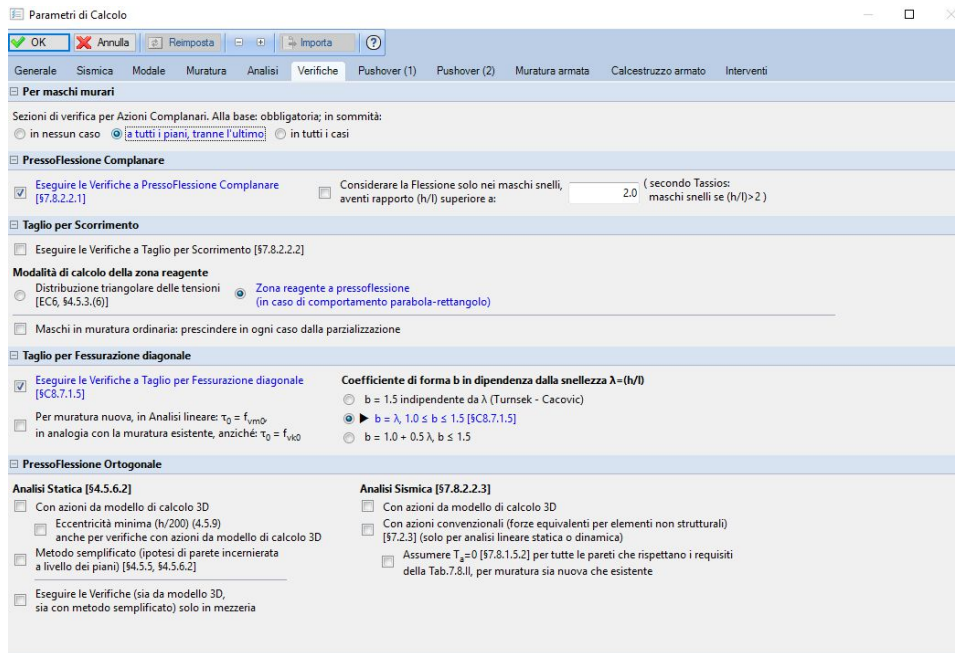 Parametri di Calcolo
OK Annulla Reimposta Importa
Generale Sismica Modale Muratura Analisi Verifiche Pushover (1) Pushover (2) Muratura armata Calcestruzzo armato Interventi
Per maschi murari
Sezioni di verifica per Azioni Complanari. Alla base: obbligatoria; in sommità:
in nessun caso a tutti i piani, tranne l'ultimo in tutti i casi
PressoFlessione Complanare
Eseguire le Verifiche a PressoFlessione Complanare
[§7.8.2.2.1]
Considerare la Flessione solo nei maschi snelli,
aventi rapporto (h/l) superiore a:
2.0
( secondo Tassios:
maschi snelli se (h/l)>2 )
Taglio per Scorrimento
Eseguire le Verifiche a Taglio per Scorrimento [§7.8.2.2.2]
Modalità di calcolo della zona reagente
Distribuzione triangolare delle tensioni
[EC6, §4.5.3.(6)]
Zona reagente a pressoflessione
(in caso di comportamento parabola-rettangolo)
Maschi in muratura ordinaria: prescindere in ogni caso dalla parzializzazione
Taglio per Fessurazione diagonale
Eseguire le Verifiche a Taglio per Fessurazione diagonale
[§C8.7.1.5]
Per muratura nuova, in Analisi lineare: τ0 = fvm0,
in analogia con la muratura esistente, anziché: τ0 = fvk0
Coefficiente di forma b in dipendenza dalla snellezza λ=(h/l)
b = 1.5 indipendente da λ (Turnsek - Cacovic)
► b = λ, 1.0 ≤ b ≤ 1.5 [§C8.7.1.5]
b = 1.0 + 0.5 λ, b ≤ 1.5
PressoFlessione Ortogonale
Analisi Statica [§4.5.6.2]
Con azioni da modello di calcolo 3D
Eccentricità minima (h/200) (4.5.9)
anche per verifiche con azioni da modello di calcolo 3D
Metodo semplificato (ipotesi di parete incernierata
a livello dei piani) [§4.5.5, §4.5.6.2]
Eseguire le Verifiche (sia da modello 3D,
sia con metodo semplificato) solo in mezzeria
Analisi Sismica [§7.8.2.2.3]
Con azioni da modello di calcolo 3D
Con azioni convenzionali (forze equivalenti per elementi non strutturali)
[§7.2.3] (solo per analisi lineare statica o dinamica)
Assumere Ta=0 [§7.8.1.5.2] per tutte le pareti che rispettano i requisiti
della Tab.7.8.II, per muratura sia nuova che esistente